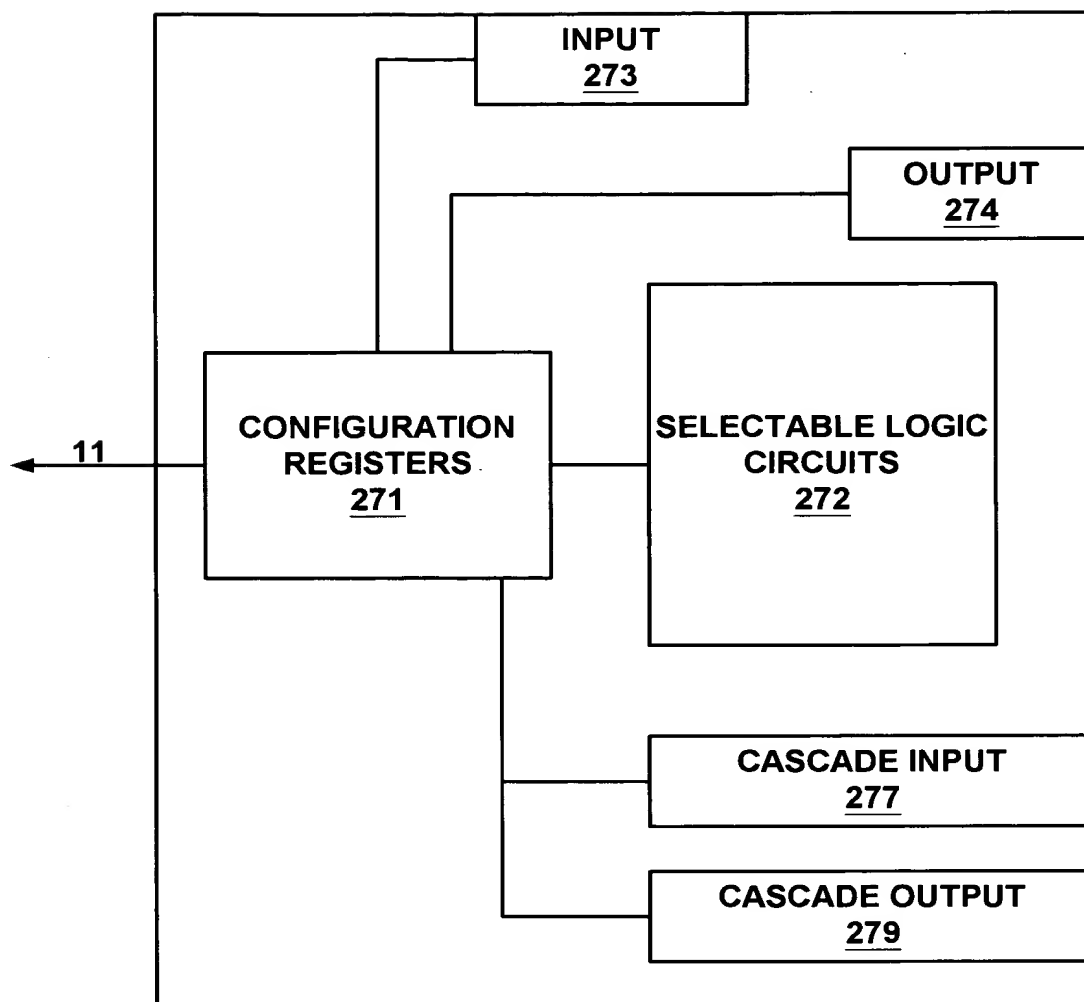 INPUT
273
OUTPUT
274
CONFIGURATION
REGISTERS
271
SELECTABLE LOGIC
CIRCUITS
272
11
CASCADE INPUT
277
CASCADE OUTPUT
279